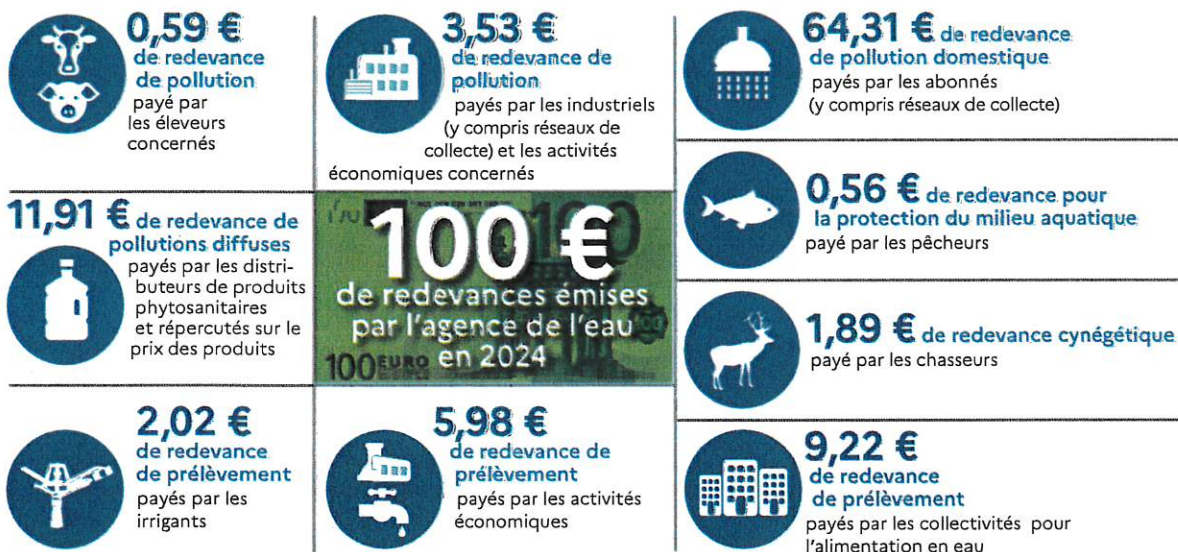 0,59 €
de redevance
de pollution
payé par
les éleveurs
concernés
3,53 €
de redevance de
pollution
payés par les industriels
(y compris réseaux de
collecte) et les activités
économiques concernés
64,31 € de redevance
de pollution domestique
payés par les abonnés
(y compris réseaux de collecte)
11,91 € de redevance de
pollutions diffuses
payés par les distri-
buteurs de produits
phytosanitaires
et répercutés sur le
prix des produits
100 €
de redevances émises
par l'agence de l'eau
en 2024
100 EURO
100
0,56 € de redevance pour
la protection du milieu aquatique
payé par les pêcheurs
1,89 € de redevance cynégétique
payé par les chasseurs
2,02 €
de redevance
de prélèvement
payés par les
irrigants
5,98 €
de redevance de
prélèvement
payés par les activités
économiques
9,22 €
de redevance
de prélèvement
payés par les collectivités pour
l'alimentation en eau